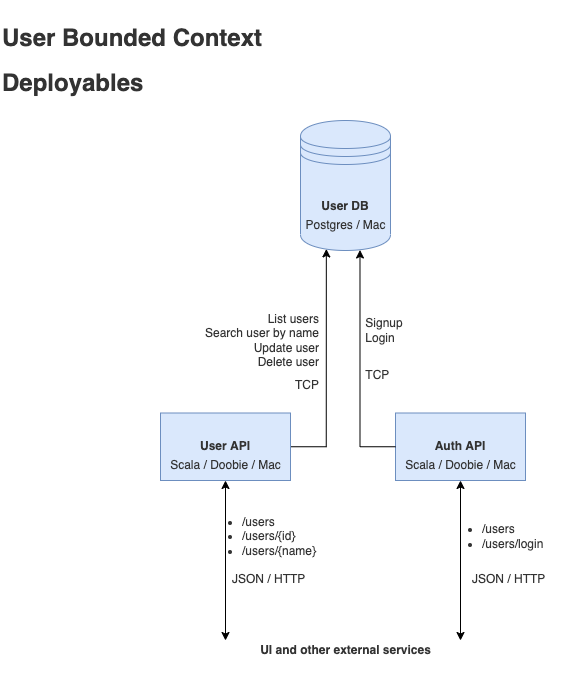 User Bounded Context
Deployables
User DB
Postgres / Mac
List users
Search user by name
Update user
Delete user
TCP
Signup
Login
TCP
User API
Scala / Doobie / Mac
Auth API
Scala / Doobie / Mac
• /users
• /users/{id}
• /users/{name}
JSON / HTTP
• /users
• /users/login
JSON / HTTP
UI and other external services